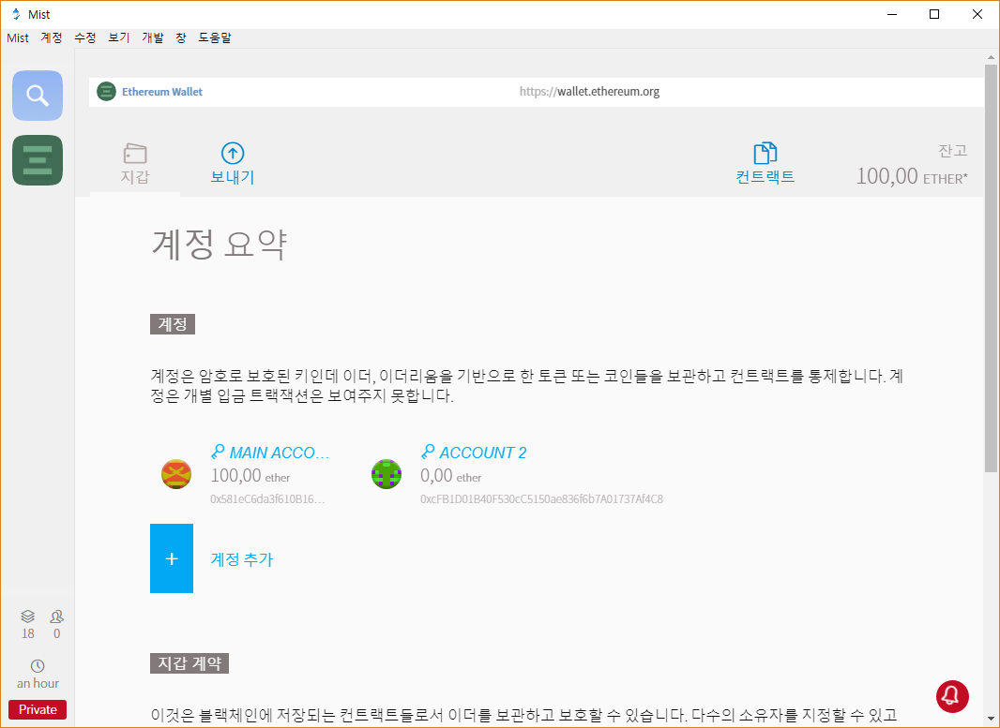 Mist
Mist 계정 수정 보기 개발 창 도움말
Ethereum Wallet https://wallet.ethereum.org
지갑 보내기 컨트랙트 잔고
100,00 ETHER*
계정 요약
계정
계정은 암호로 보호된 키인데 이더, 이더리움을 기반으로 한 토큰 또는 코인들을 보관하고 컨트랙트를 통제합니다. 계
정은 개별 입금 트랙잭션은 보여주지 못합니다.
MAIN ACCO... ACCOUNT 2
100,00 ether 0,00 ether
0x581eC6da3f610B16... 0xcFB1D01B40F530cC5150ae836f6b7A01737Af4C8
+ 계정 추가
18 0
an hour
Private
지갑 계약
이것은 블랙체인에 저장되는 컨트랙트들로서 이더를 보관하고 보호할 수 있습니다. 다수의 소유자를 지정할 수 있고